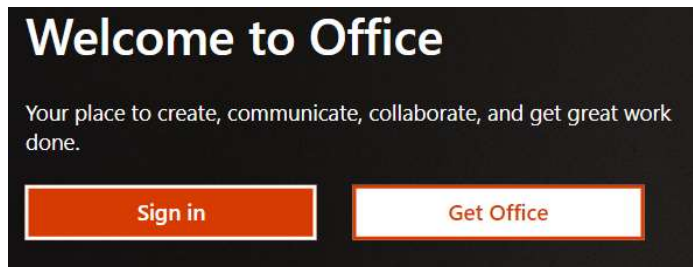 Welcome to Office
Your place to create, communicate, collaborate, and get great work
done.
Sign in
Get Office